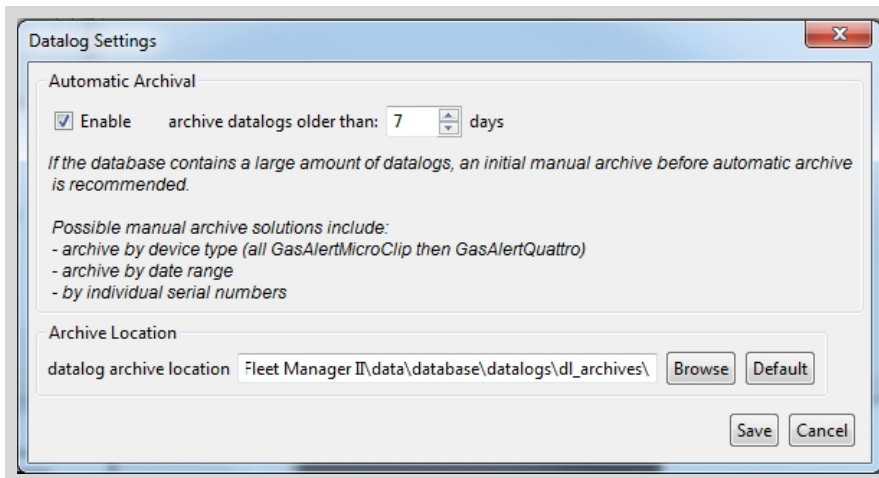 Datalog Settings
Automatic Archival
Enable archive datalogs older than: 7 days
If the database contains a large amount of datalogs, an initial manual archive before automatic archive
is recommended.
Possible manual archive solutions include:
- archive by device type (all GasAlertMicroClip then GasAlertQuattro)
- archive by date range
- by individual serial numbers
Archive Location
datalog archive location Fleet Manager II\data\database\datalogs\dl_archives\ Browse Default
Save Cancel